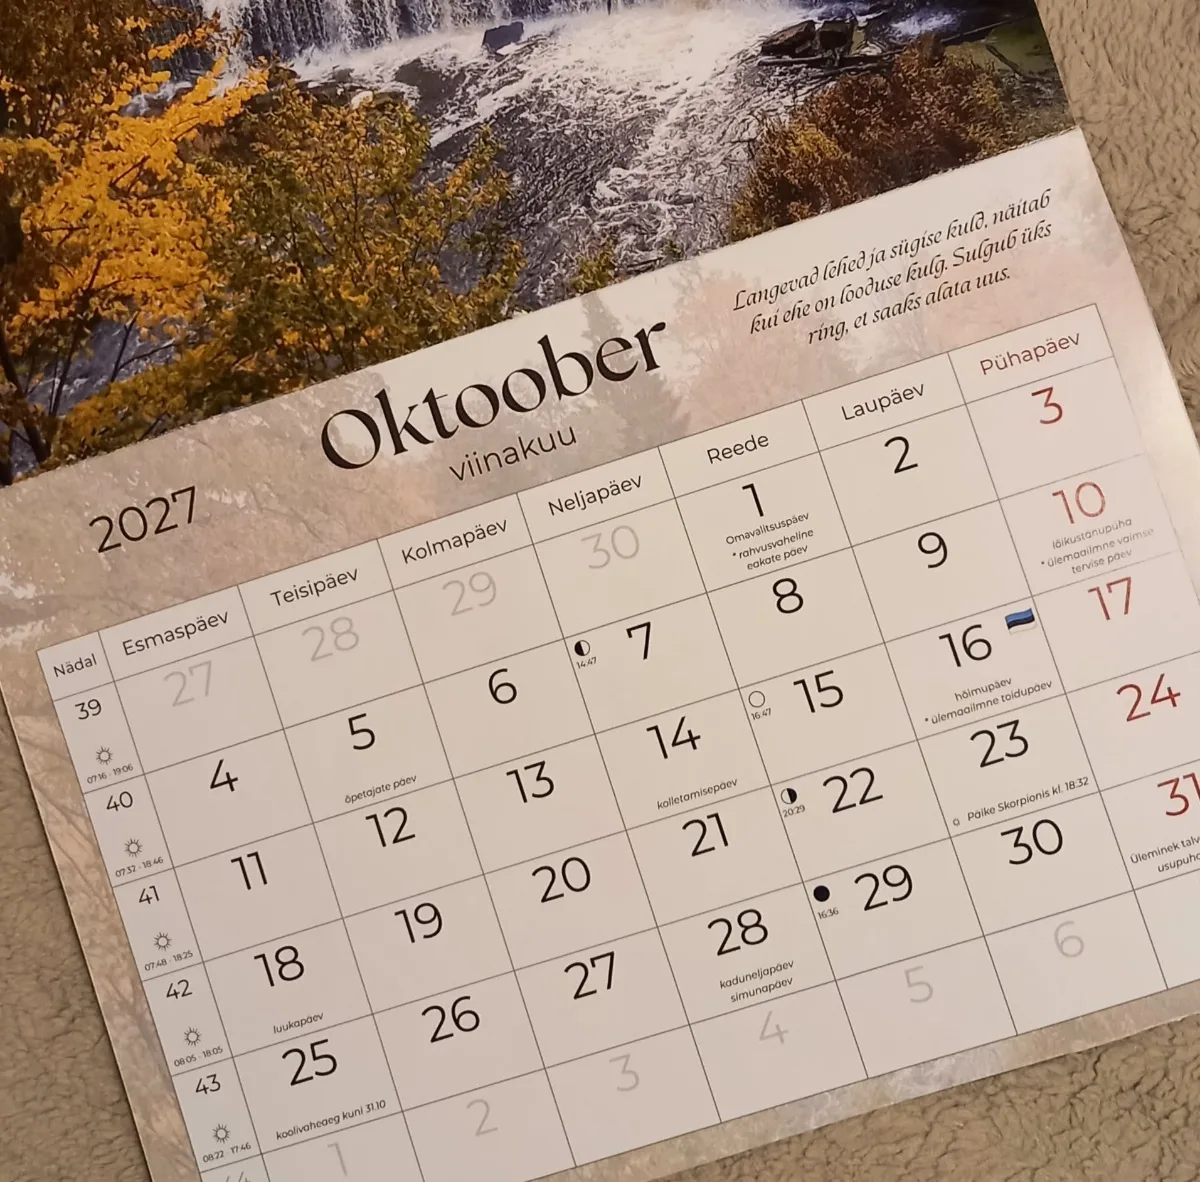 Langevad lehed ja sügise kuld, näitab
kui ehe on looduse kulg. Sulgub üks
ring, et saaks alata uus.
Oktoober
viinakuu
2027
Nädal Esmaspäev Teisipäev Kolmapäev Neljapäev Reede Laupäev Pühapäev
39 27 28 29 30 1 2 3
Omavalitsuspäev
* rahvusvaheline
eakate päev
07:16 · 19:06
40 4 5 6 7 8 9 10
õpetajate päev
14:47
lõikustänupüha
* ülemaailmne vaimse
tervise päev
07:32 · 18:46
41 11 12 13 14 15 16 17
kolletamisepäev
16:47
hõimupäev
* ülemaailmne toidupäev
07:48 · 18:25
42 18 19 20 21 22 23 24
luukapäev
20:29
Päike Skorpionis kl. 18:32
08:05 · 18:05
43 25 26 27 28 29 30 31
koolivaheaeg kuni 31.10
kaduneljapäev
simunapäev
16:36
Üleminek
08:22 · 17:46
1 2 3 4 5 6